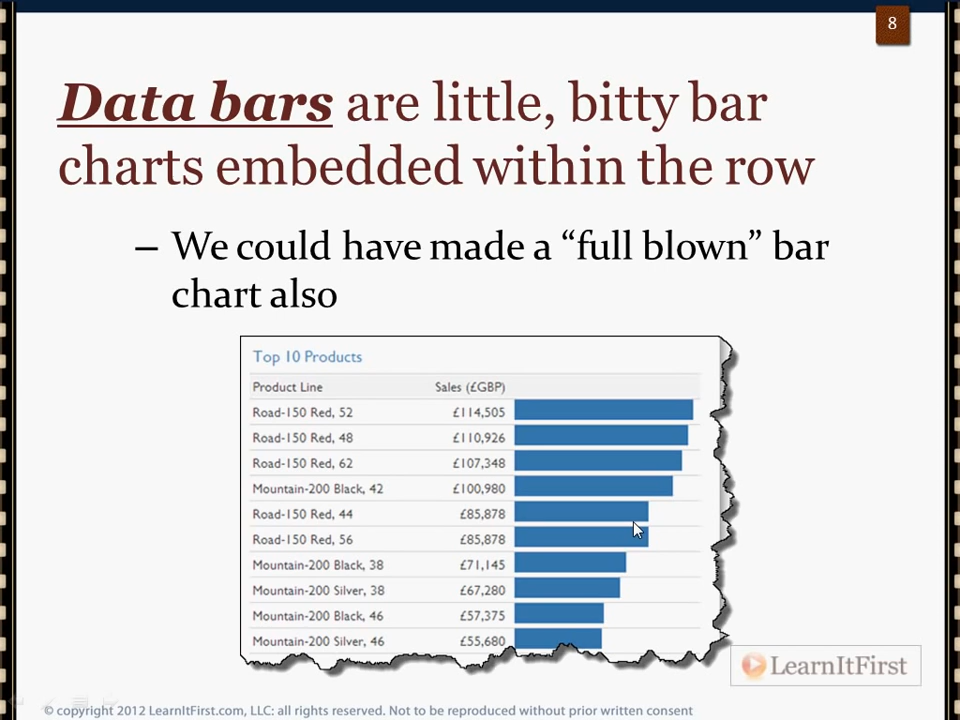 8
Data bars are little, bitty bar
charts embedded within the row
– We could have made a “full blown” bar
chart also
Top 10 Products
Product Line Sales (£GBP)
Road-150 Red, 52 £114,505
Road-150 Red, 48 £110,926
Road-150 Red, 62 £107,348
Mountain-200 Black, 42 £100,980
Road-150 Red, 44 £85,878
Road-150 Red, 56 £85,878
Mountain-200 Black, 38 £71,145
Mountain-200 Silver, 38 £67,280
Mountain-200 Black, 46 £57,375
Mountain-200 Silver, 46 £55,680
LearnItFirst
© copyright 2012 LearnItFirst.com, LLC: all rights reserved. Not to be reproduced without prior written consent